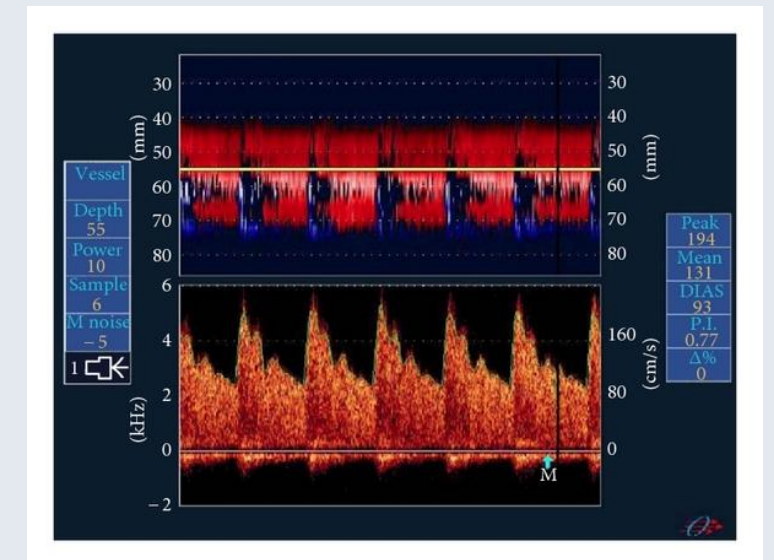 30
40
50
60
70
80
(mm)
30
40
50
60
70
80
(mm)
Vessel
Depth
55
Power
10
Sample
6
M noise
−5
1
Peak
194
Mean
131
DIAS
93
P.I.
0.77
Δ%
0
6
4
2
0
−2
(kHz)
160
80
0
(cm/s)
M